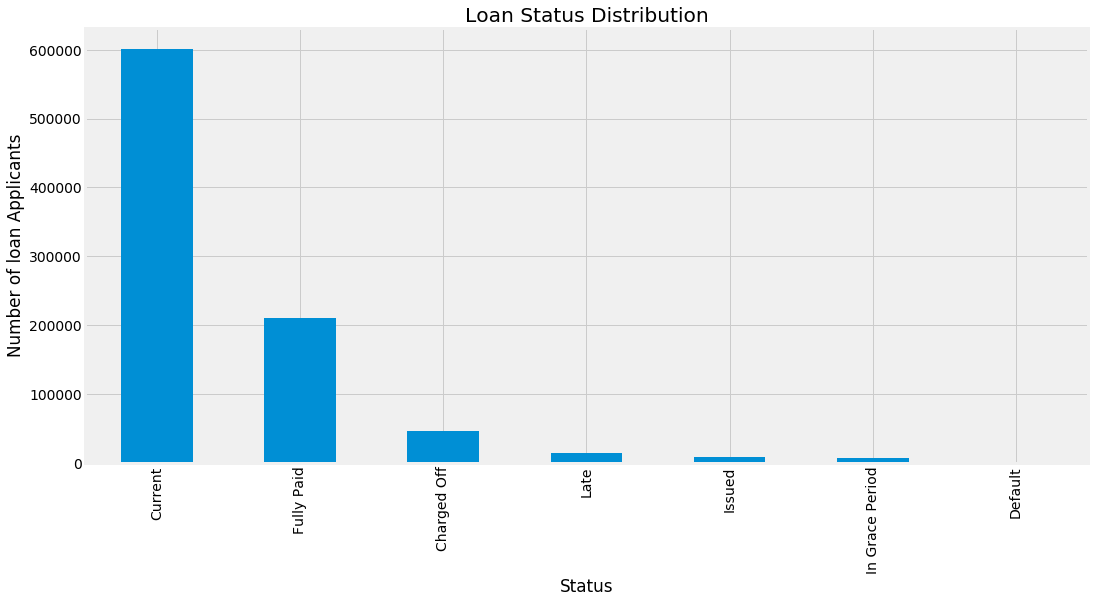 Loan Status Distribution
Number of loan Applicants
600000
500000
400000
300000
200000
100000
0
Current
Fully Paid
Charged Off
Late
Issued
In Grace Period
Default
Status